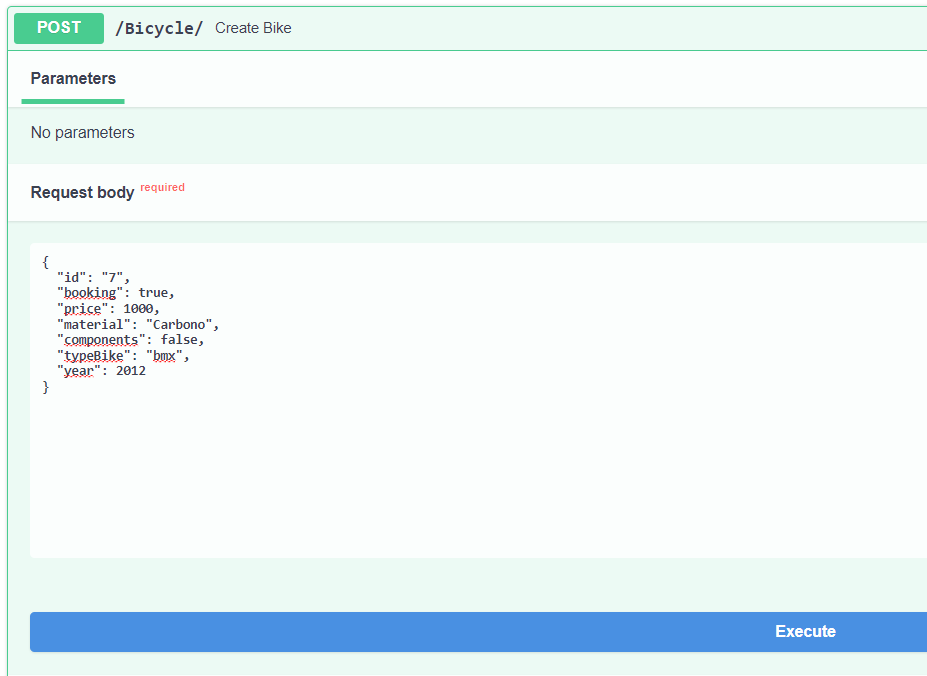 POST /Bicycle/ Create Bike
Parameters
No parameters
Request body required
{
  "id": "7",
  "booking": true,
  "price": 1000,
  "material": "Carbono",
  "components": false,
  "typeBike": "bmx",
  "year": 2012
}
Execute